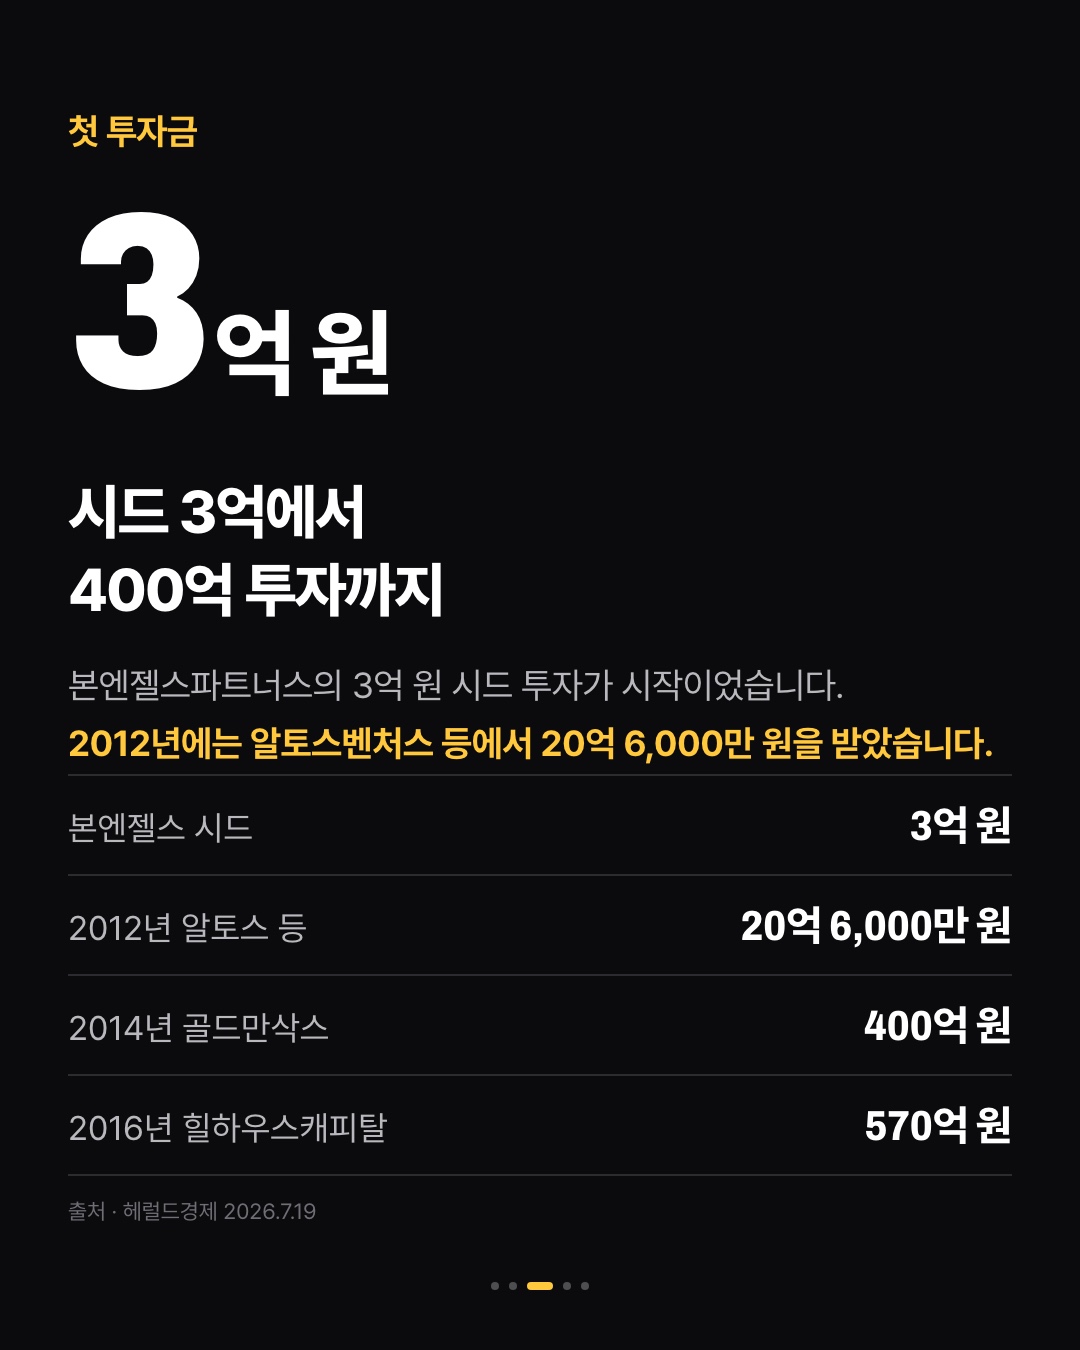 첫 투자금
3억 원
시드 3억에서
400억 투자까지
본엔젤스파트너스의 3억 원 시드 투자가 시작이었습니다.
2012년에는 알토스벤처스 등에서 20억 6,000만 원을 받았습니다.
본엔젤스 시드 3억 원
2012년 알토스 등 20억 6,000만 원
2014년 골드만삭스 400억 원
2016년 힐하우스캐피탈 570억 원
출처 · 헤럴드경제 2026.7.19